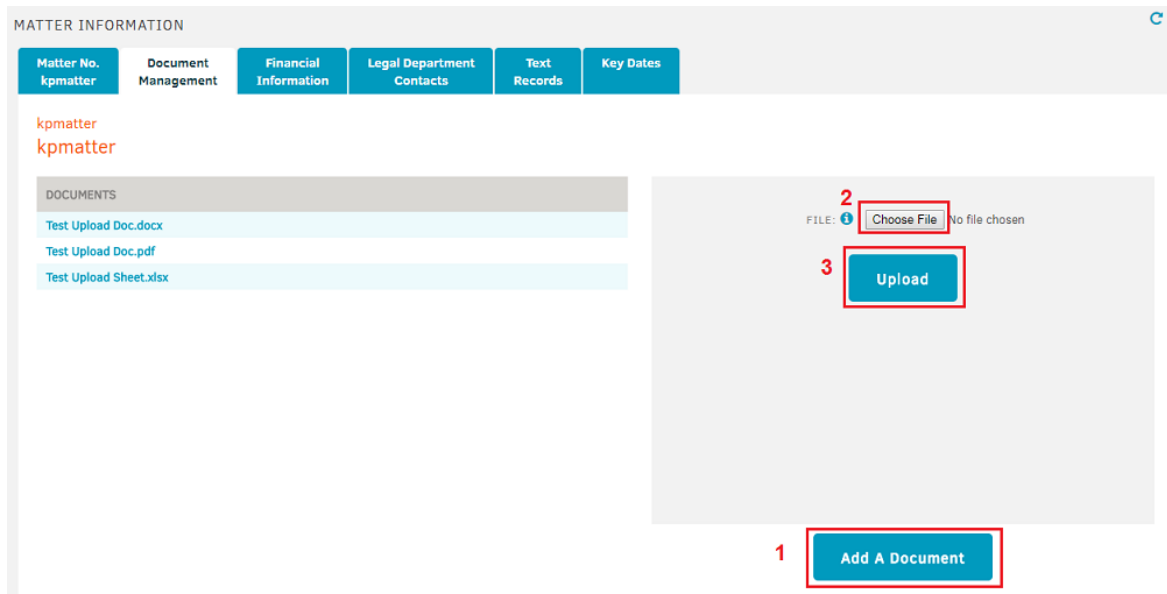 MATTER INFORMATION
Matter No.
kpmatter
Document
Management
Financial
Information
Legal Department
Contacts
Text
Records
Key Dates
kpmatter
kpmatter
DOCUMENTS
Test Upload Doc.docx
Test Upload Doc.pdf
Test Upload Sheet.xlsx
2
FILE: Choose File No file chosen
3
Upload
1
Add A Document